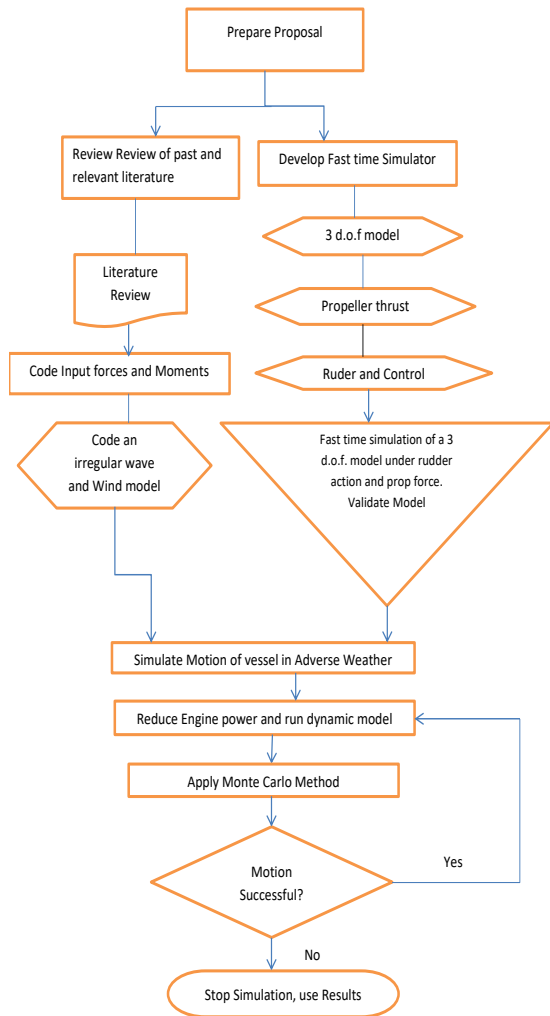 Prepare Proposal
Review Review of past and
relevant literature
Develop Fast time Simulator
3 d.o.f model
Literature
Review
Propeller thrust
Code Input forces and Moments
Ruder and Control
Code an
irregular wave
and Wind model
Fast time simulation of a 3
d.o.f. model under rudder
action and prop force.
Validate Model
Simulate Motion of vessel in Adverse Weather
Reduce Engine power and run dynamic model
Apply Monte Carlo Method
Motion
Successful?
Yes
No
Stop Simulation, use Results